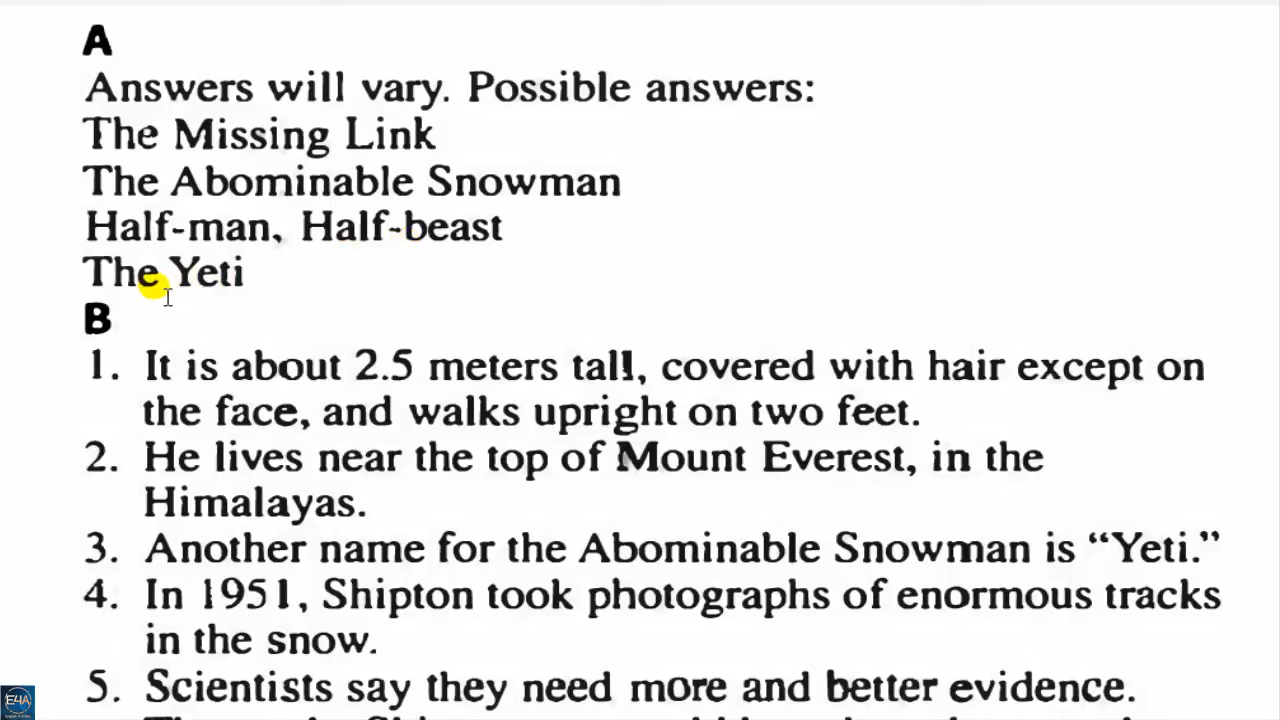 A
Answers will vary. Possible answers:
The Missing Link
The Abominable Snowman
Half-man, Half-beast
The Yeti
B
1. It is about 2.5 meters tall, covered with hair except on
the face, and walks upright on two feet.
2. He lives near the top of Mount Everest, in the
Himalayas.
3. Another name for the Abominable Snowman is “Yeti.”
4. In 1951, Shipton took photographs of enormous tracks
in the snow.
5. Scientists say they need more and better evidence.
E4A